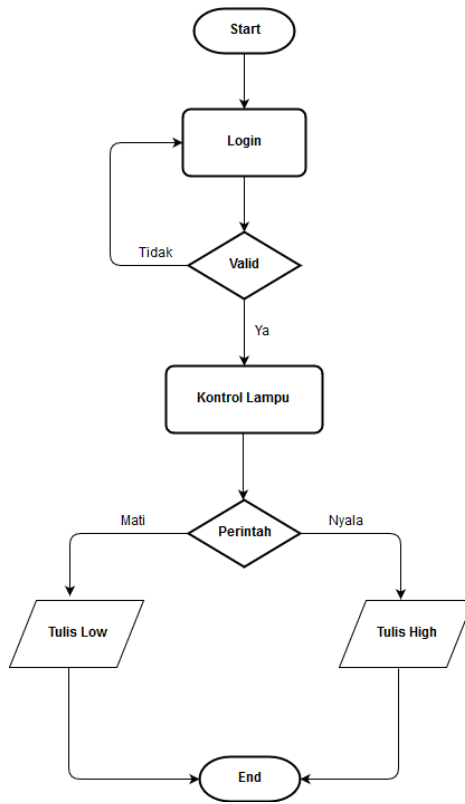 Start
Login
Tidak
Valid
Ya
Kontrol Lampu
Mati
Perintah
Nyala
Tulis Low
Tulis High
End